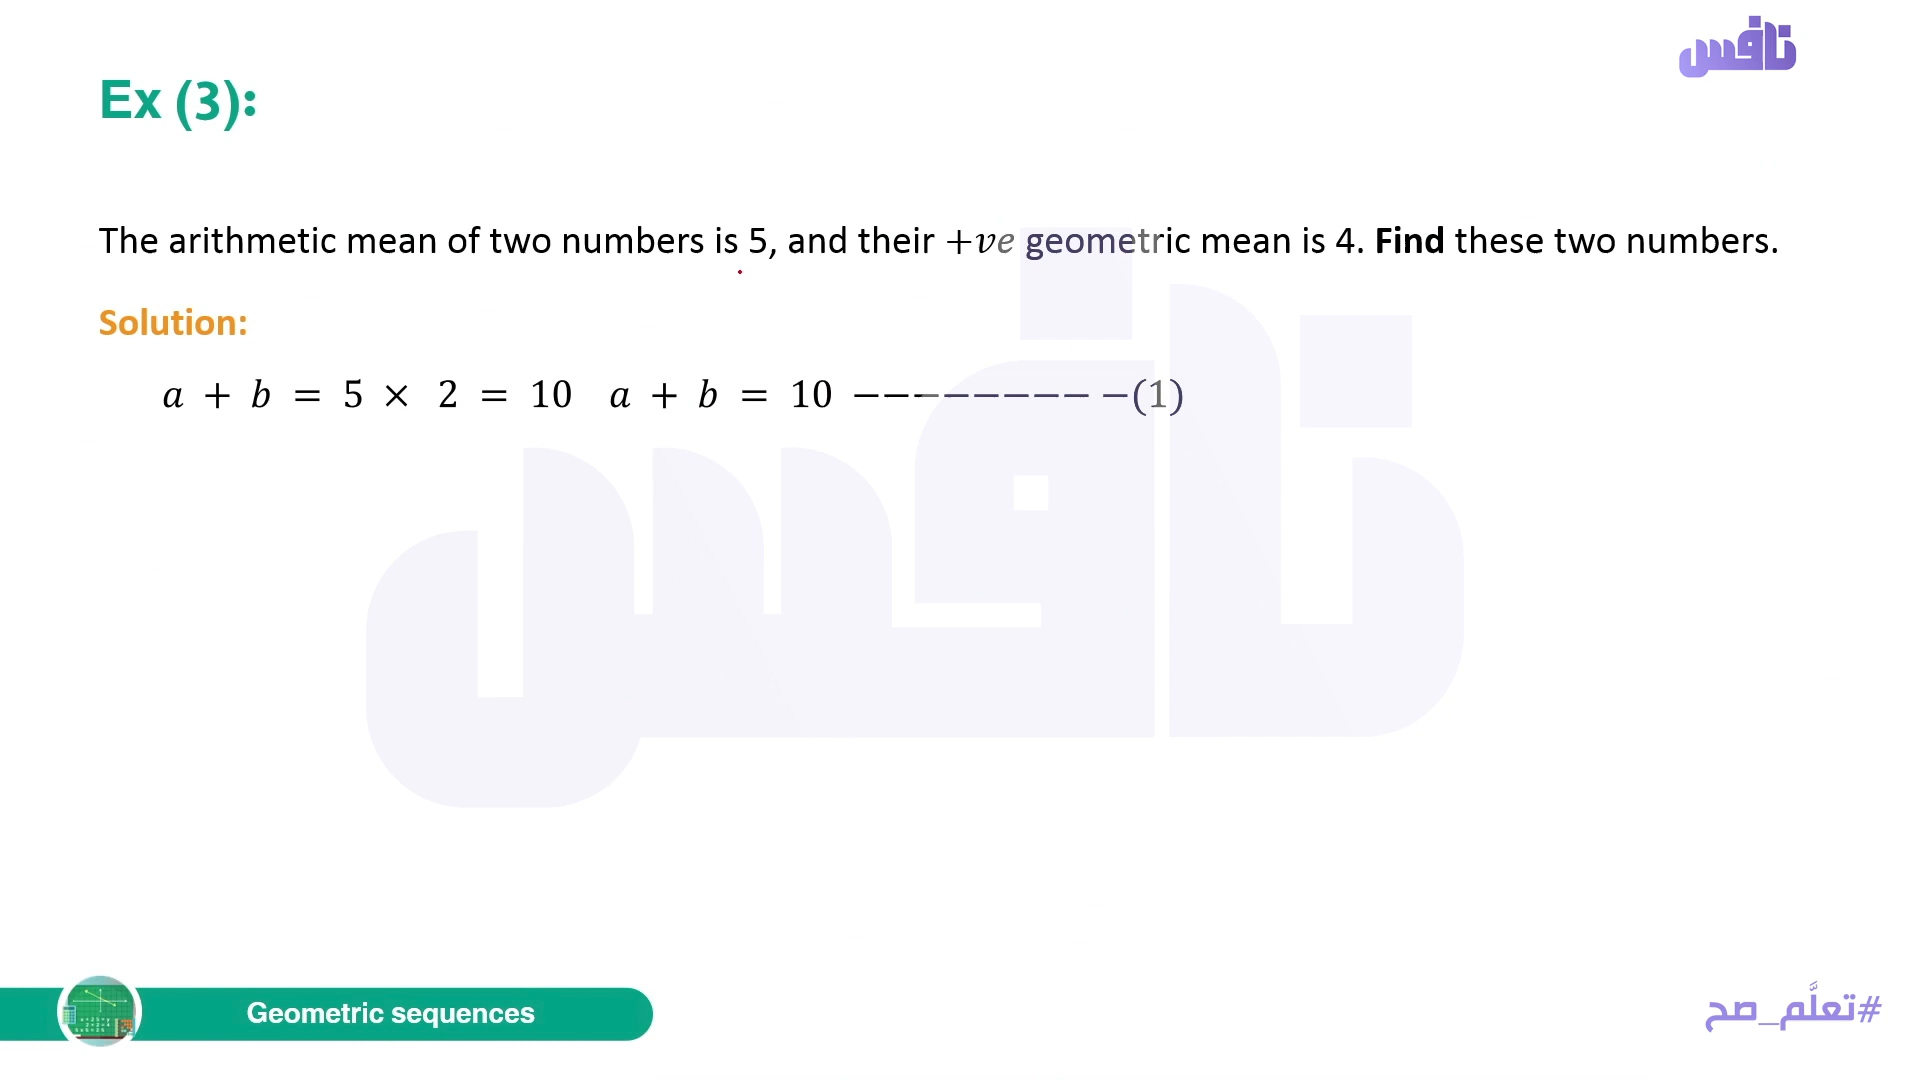 نافس
Ex (3):
The arithmetic mean of two numbers is 5, and their +ve geometric mean is 4. Find these two numbers.
Solution:
a + b = 5 × 2 = 10 a + b = 10 −−−−−−−− −(1)
نافس
Geometric sequences
#تعلَّم_صح